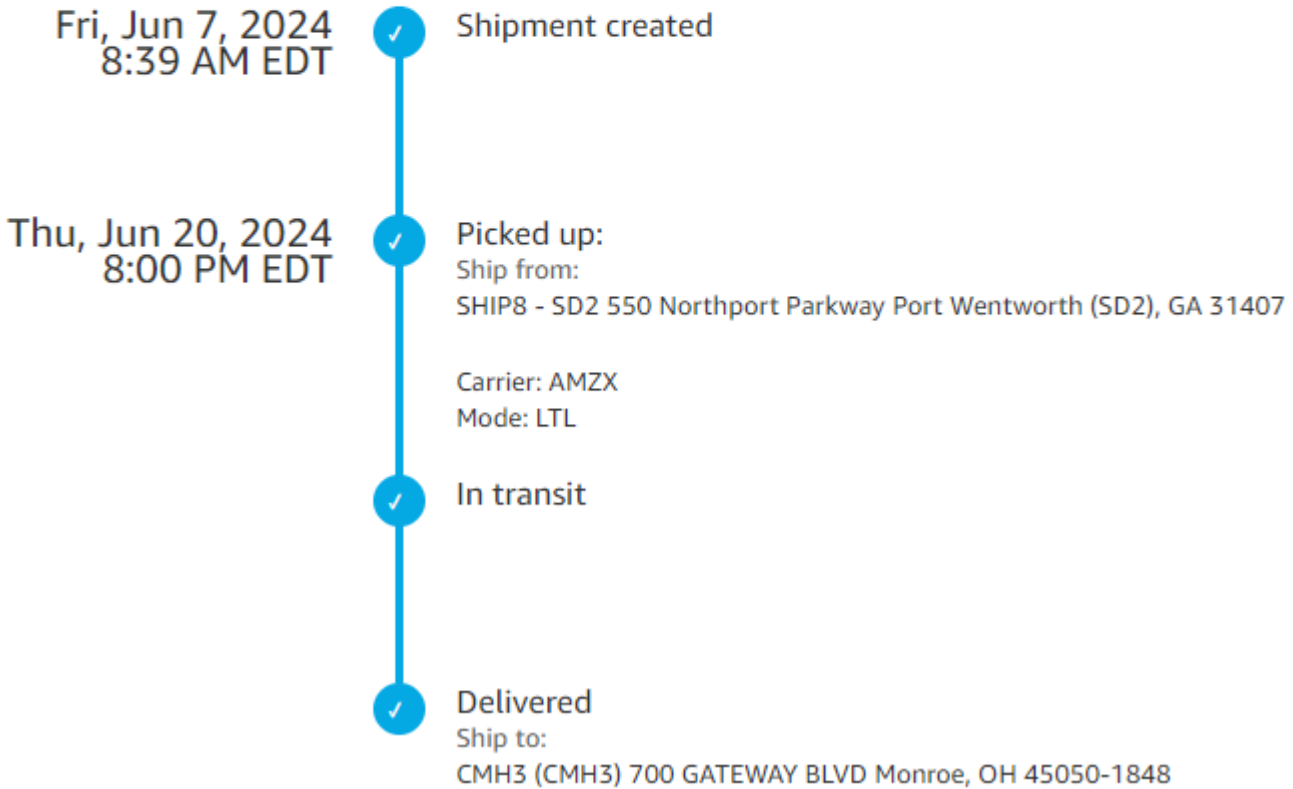 Fri, Jun 7, 2024
8:39 AM EDT
Shipment created
Thu, Jun 20, 2024
8:00 PM EDT
Picked up:
Ship from:
SHIP8 - SD2 550 Northport Parkway Port Wentworth (SD2), GA 31407
Carrier: AMZX
Mode: LTL
In transit
Delivered
Ship to:
CMH3 (CMH3) 700 GATEWAY BLVD Monroe, OH 45050-1848